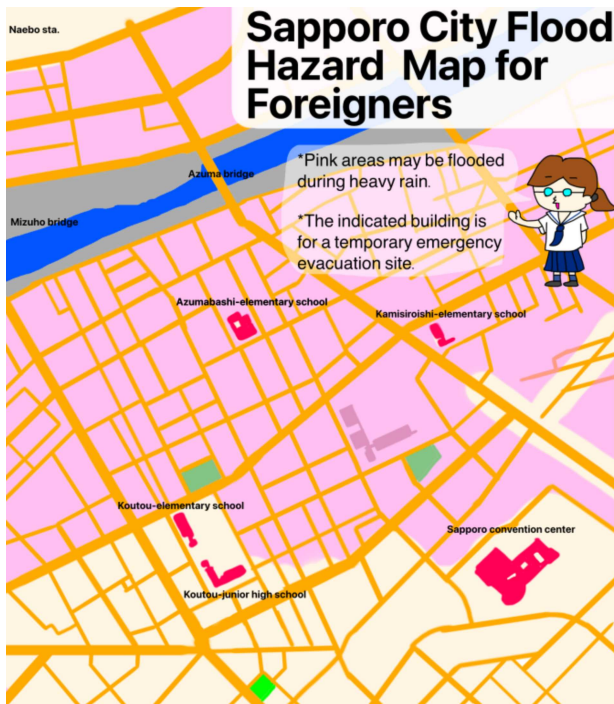 Naebo sta.
Sapporo City Flood
Hazard Map for
Foreigners
*Pink areas may be flooded
during heavy rain.
*The indicated building is
for a temporary emergency
evacuation site.
Azuma bridge
Mizuho bridge
Azumabashi-elementary school
Kamisiroishi-elementary school
Koutou-elementary school
Sapporo convention center
Koutou-junior high school